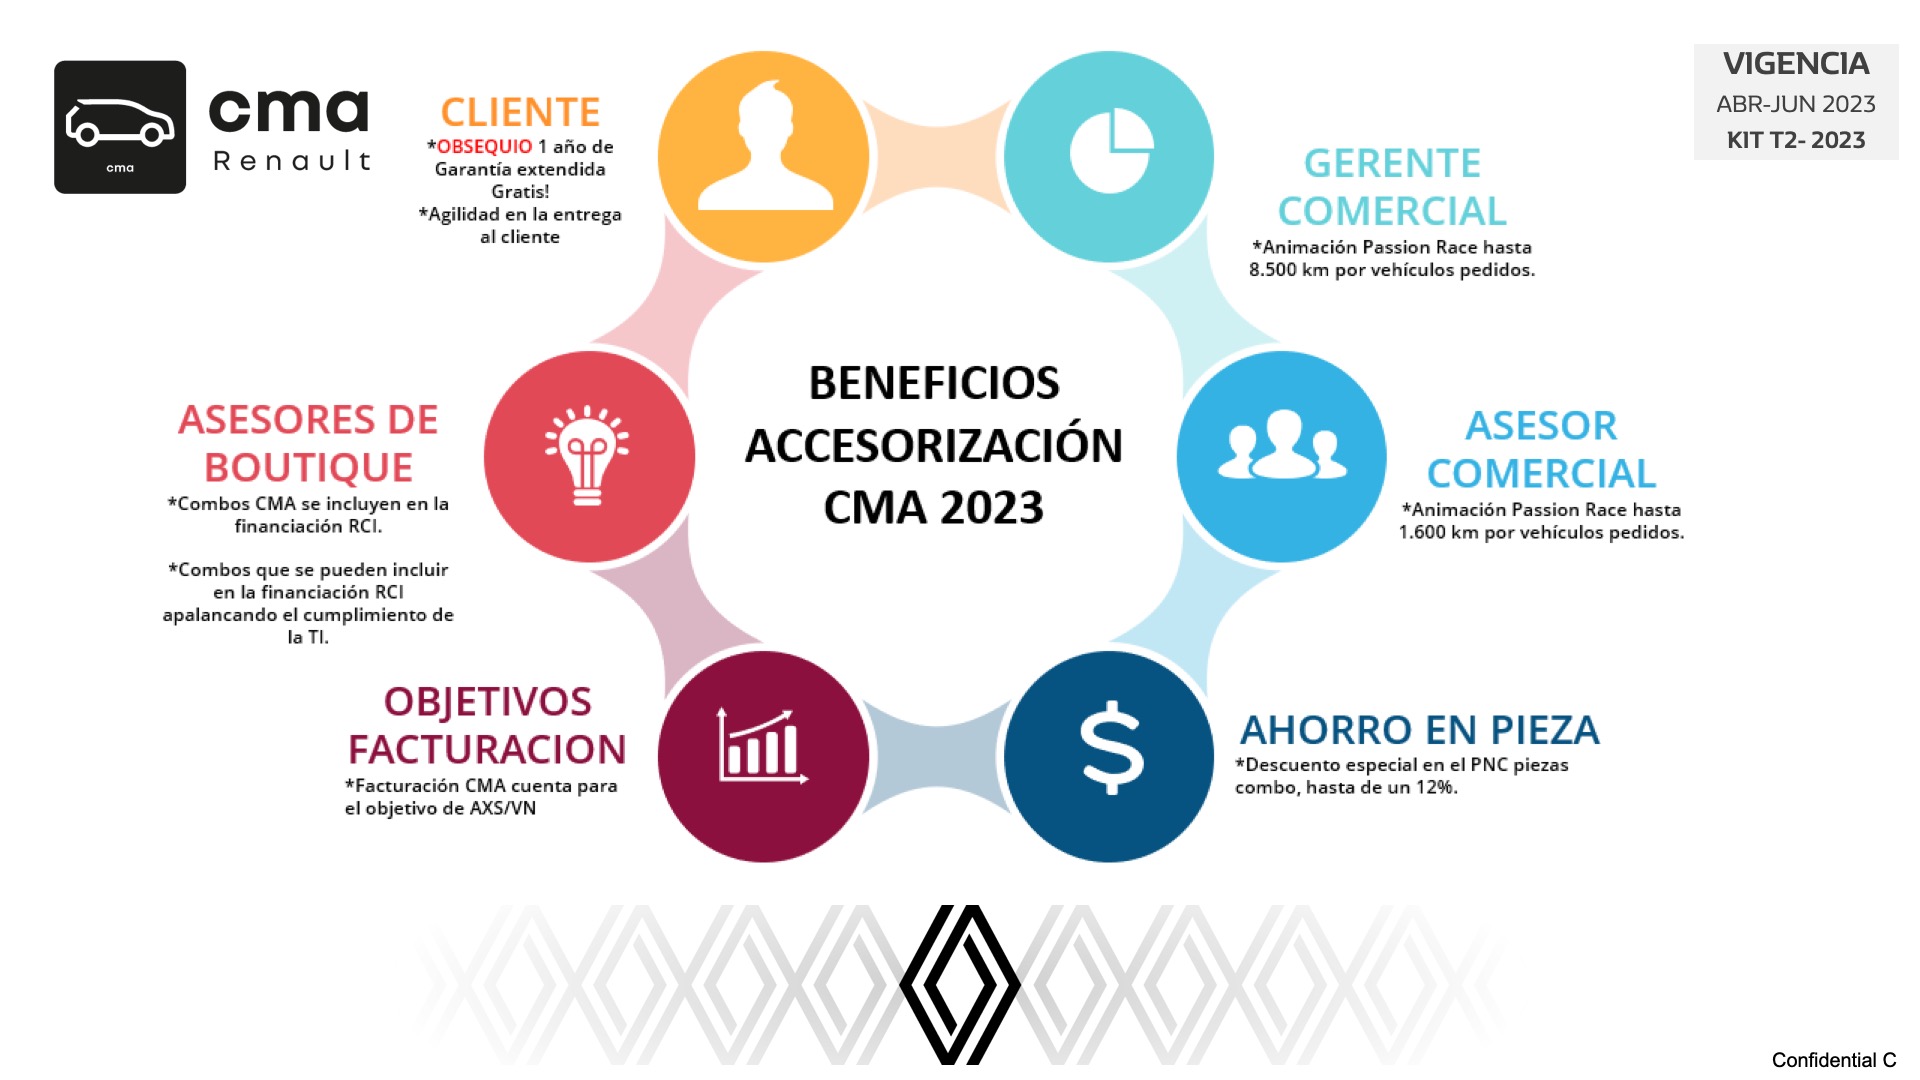 cma
cma
Renault
CLIENTE
*OBSEQUIO 1 año de
Garantía extendida
Gratis!
*Agilidad en la entrega
al cliente
VIGENCIA
ABR-JUN 2023
KIT T2- 2023
GERENTE
COMERCIAL
*Animación Passion Race hasta
8.500 km por vehículos pedidos.
BENEFICIOS
ACCESORIZACIÓN
CMA 2023
ASESORES DE
BOUTIQUE
*Combos CMA se incluyen en la
financiación RCI.
*Combos que se pueden incluir
en la financiación RCI
apalancando el cumplimiento de
la TI.
ASESOR
COMERCIAL
*Animación Passion Race hasta
1.600 km por vehículos pedidos.
OBJETIVOS
FACTURACION
*Facturación CMA cuenta para
el objetivo de AXS/VN
AHORRO EN PIEZA
*Descuento especial en el PNC piezas
combo, hasta de un 12%.
Confidential C